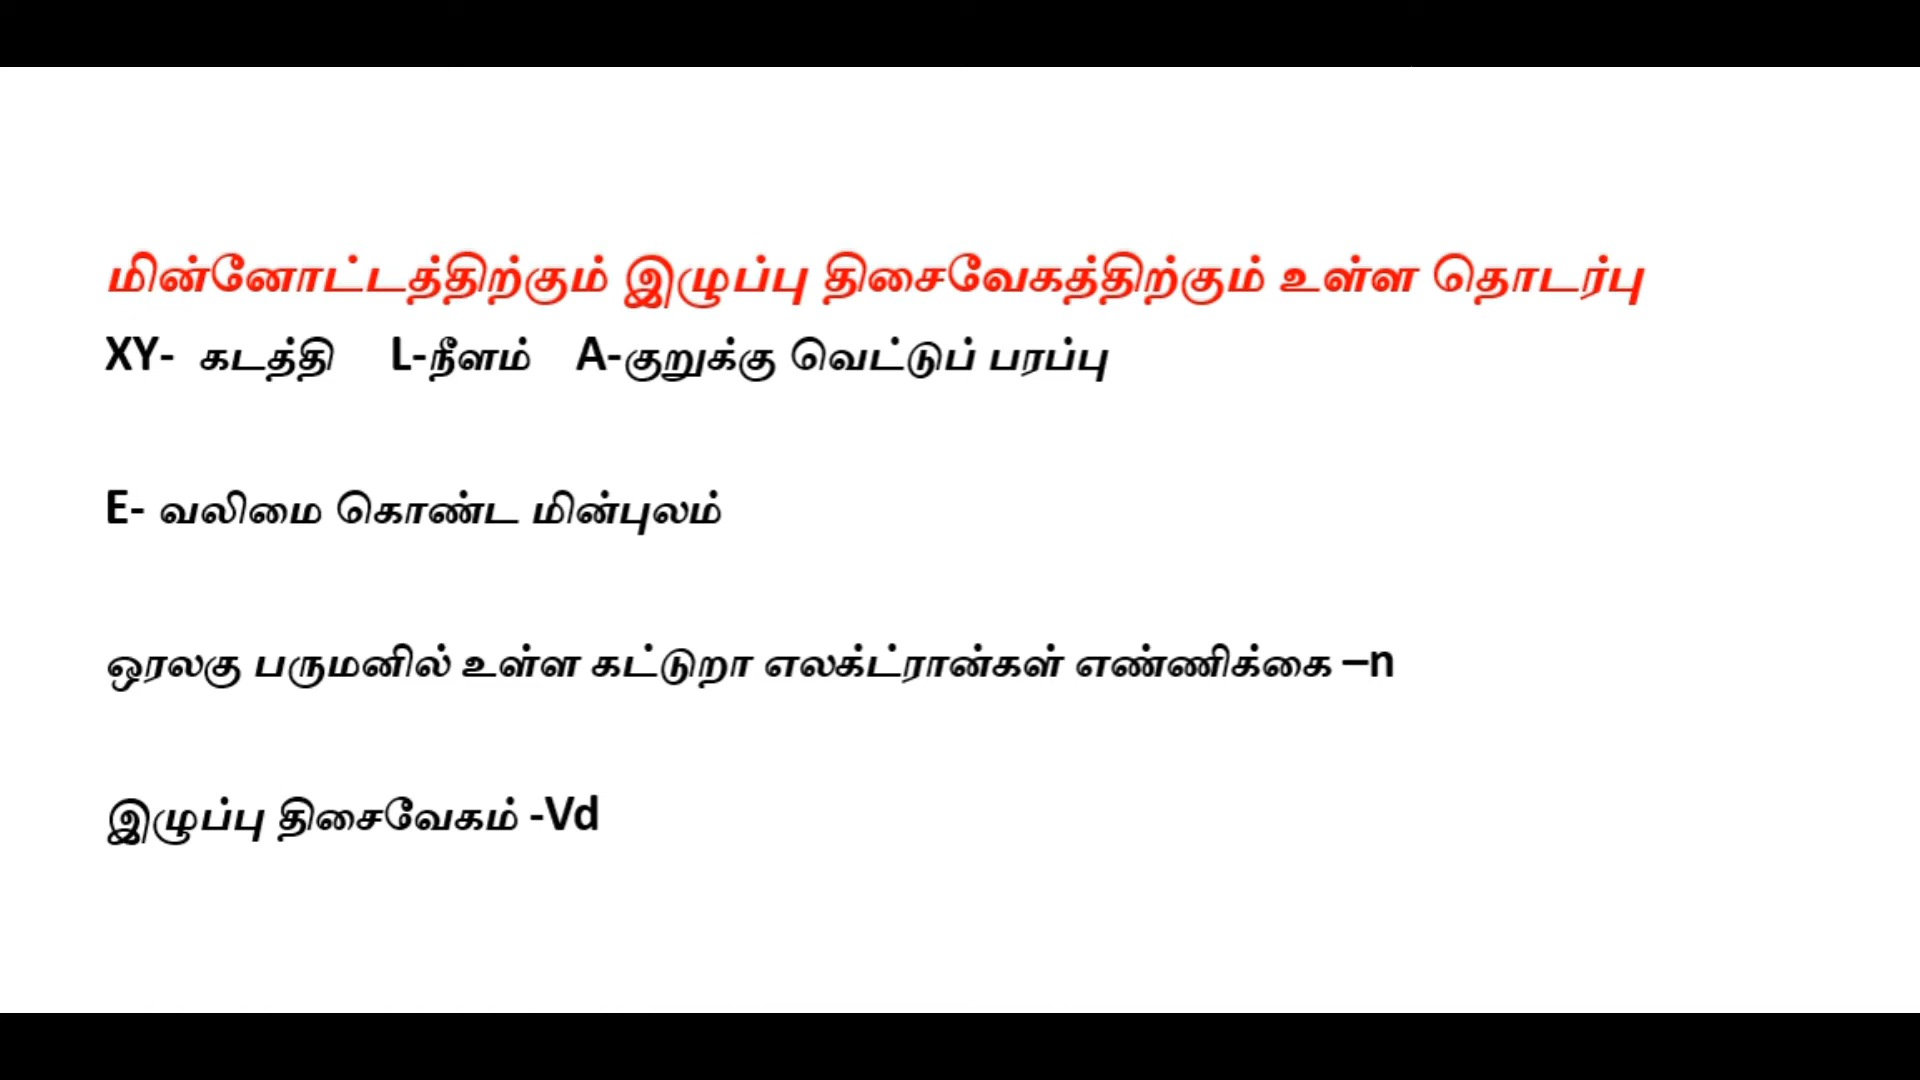 மின்னோட்டத்திற்கும் இழுப்பு திசைவேகத்திற்கும் உள்ள தொடர்பு
XY- கடத்தி L-நீளம் A-குறுக்கு வெட்டுப் பரப்பு
E- வலிமை கொண்ட மின்புலம்
ஒரலகு பருமனில் உள்ள கட்டுறா எலக்ட்ரான்கள் எண்ணிக்கை –n
இழுப்பு திசைவேகம் -Vd